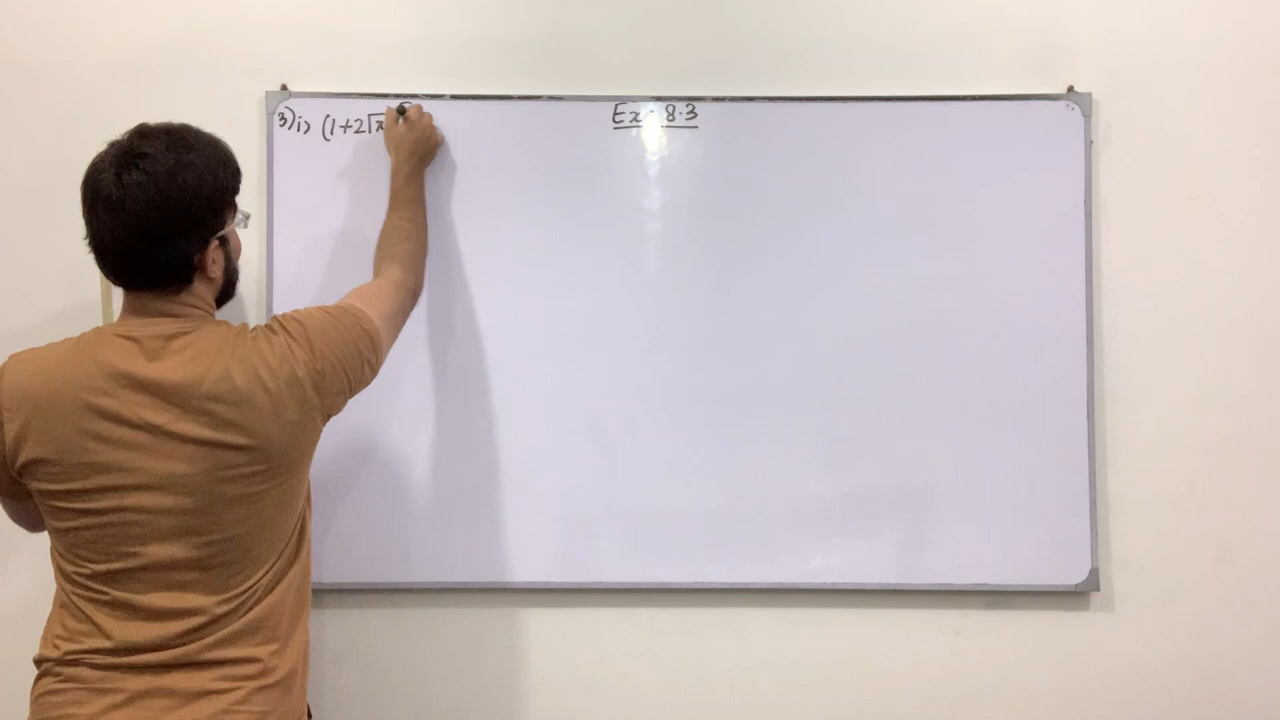 Ex 8.3
3) i) (1+2√x